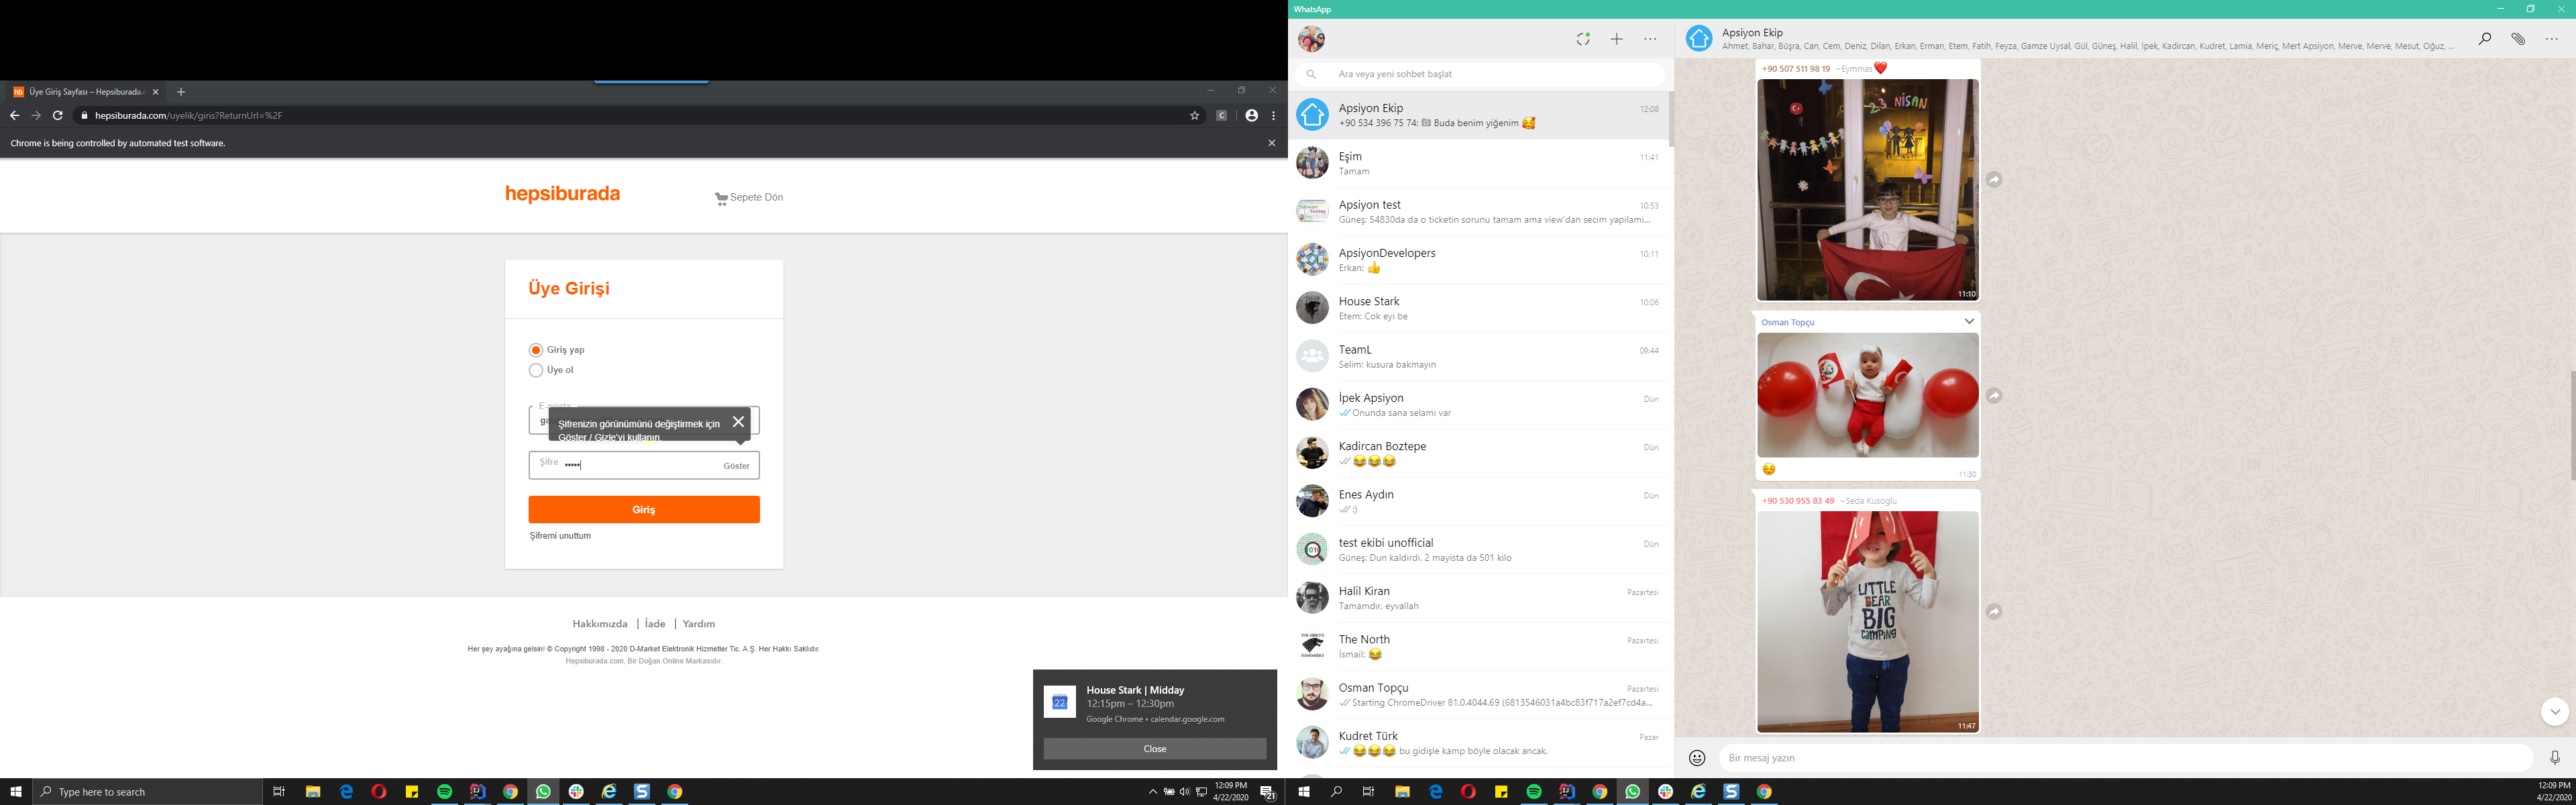 Üye Giriş Sayfası – Hepsiburada.c
hepsiburada.com/uyelik/giris?ReturnUrl=%2F
Chrome is being controlled by automated test software.
hepsiburada
Sepete Dön
Üye Girişi
Giriş yap
Üye ol
E-posta
Şifrenizin görünümünü değiştirmek için
Göster / Gizle'yi kullanın.
Şifre
•••••
Göster
Giriş
Şifremi unuttum
Hakkımızda | İade | Yardım
Her şey ayağına gelsin! © Copyright 1998 - 2020 D-Market Elektronik Hizmetler Tic. A.Ş. Her Hakkı Saklıdır.
Hepsiburada.com, Bir Doğan Online Markasıdır.
22
House Stark | Midday
12:15pm – 12:30pm
Google Chrome • calendar.google.com
Close
Type here to search
12:09 PM
4/22/2020
21
WhatsApp
Ara veya yeni sohbet başlat
Apsiyon Ekip 12:08
+90 534 396 75 74: Buda benim yiğenim 🥰
Eşim 11:41
Tamam
Apsiyon test 10:53
Güneş: 54830da da o ticketin sorunu tamam ama view'dan secim yapilami...
ApsiyonDevelopers 10:11
Erkan: 👍
House Stark 10:06
Etem: Cok eyi be
TeamL 09:44
Selim: kusura bakmayın
İpek Apsiyon Dün
Onunda sana selamı var
Kadircan Boztepe Dün
😂😂😂
Enes Aydın Dün
:)
test ekibi unofficial Dün
Güneş: Dun kaldirdi. 2 mayista da 501 kilo
Halil Kiran Pazartesi
Tamamdır, eyvallah
The North Pazartesi
İsmail: 😂
Osman Topçu Pazartesi
Starting ChromeDriver 81.0.4044.69 (6813546031a4bc83f717a2ef7cd4a...
Kudret Türk Pazar
😂😂😂 bu gidişle kamp böyle olacak ancak.
Apsiyon Ekip
Ahmet, Bahar, Büşra, Can, Cem, Deniz, Dilan, Erkan, Erman, Etem, Fatih, Feyza, Gamze Uysal, Gül, Güneş, Halil, İpek, Kadircan, Kudret, Lamia, Meriç, Mert Apsiyon, Merve, Merve, Mesut, Oğuz, ...
+90 507 511 98 19 ~Eymmas❤️
23 NİSAN
11:10
Osman Topçu
☺️
11:30
+90 530 955 83 49 ~Seda Kusoglu
LITTLE
BEAR
BIG
CAMPING
11:47
Bir mesaj yazın
12:09 PM
4/22/2020